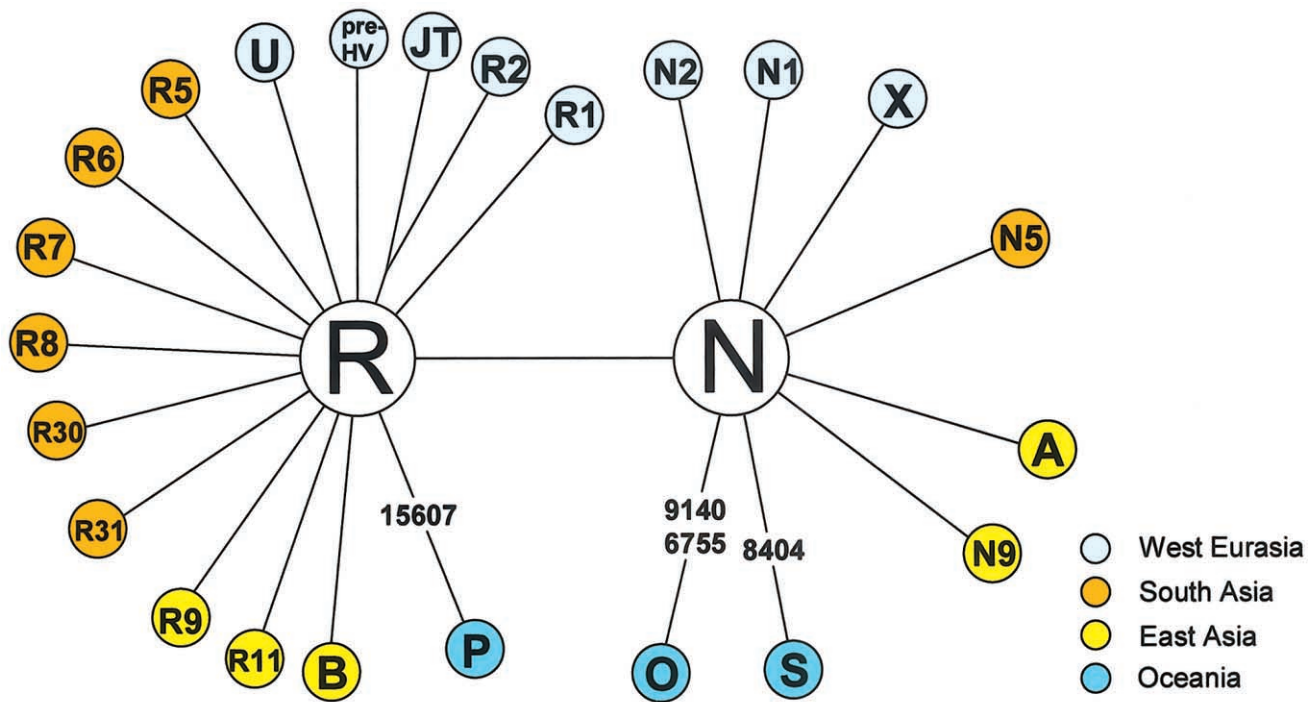 pre-
HV
U
JT
R2
R1
R5
R6
R7
R8
R30
R31
R9
R11
B
P
R
15607
N2
N1
X
N5
N
A
N9
9140
6755
8404
O
S
West Eurasia
South Asia
East Asia
Oceania